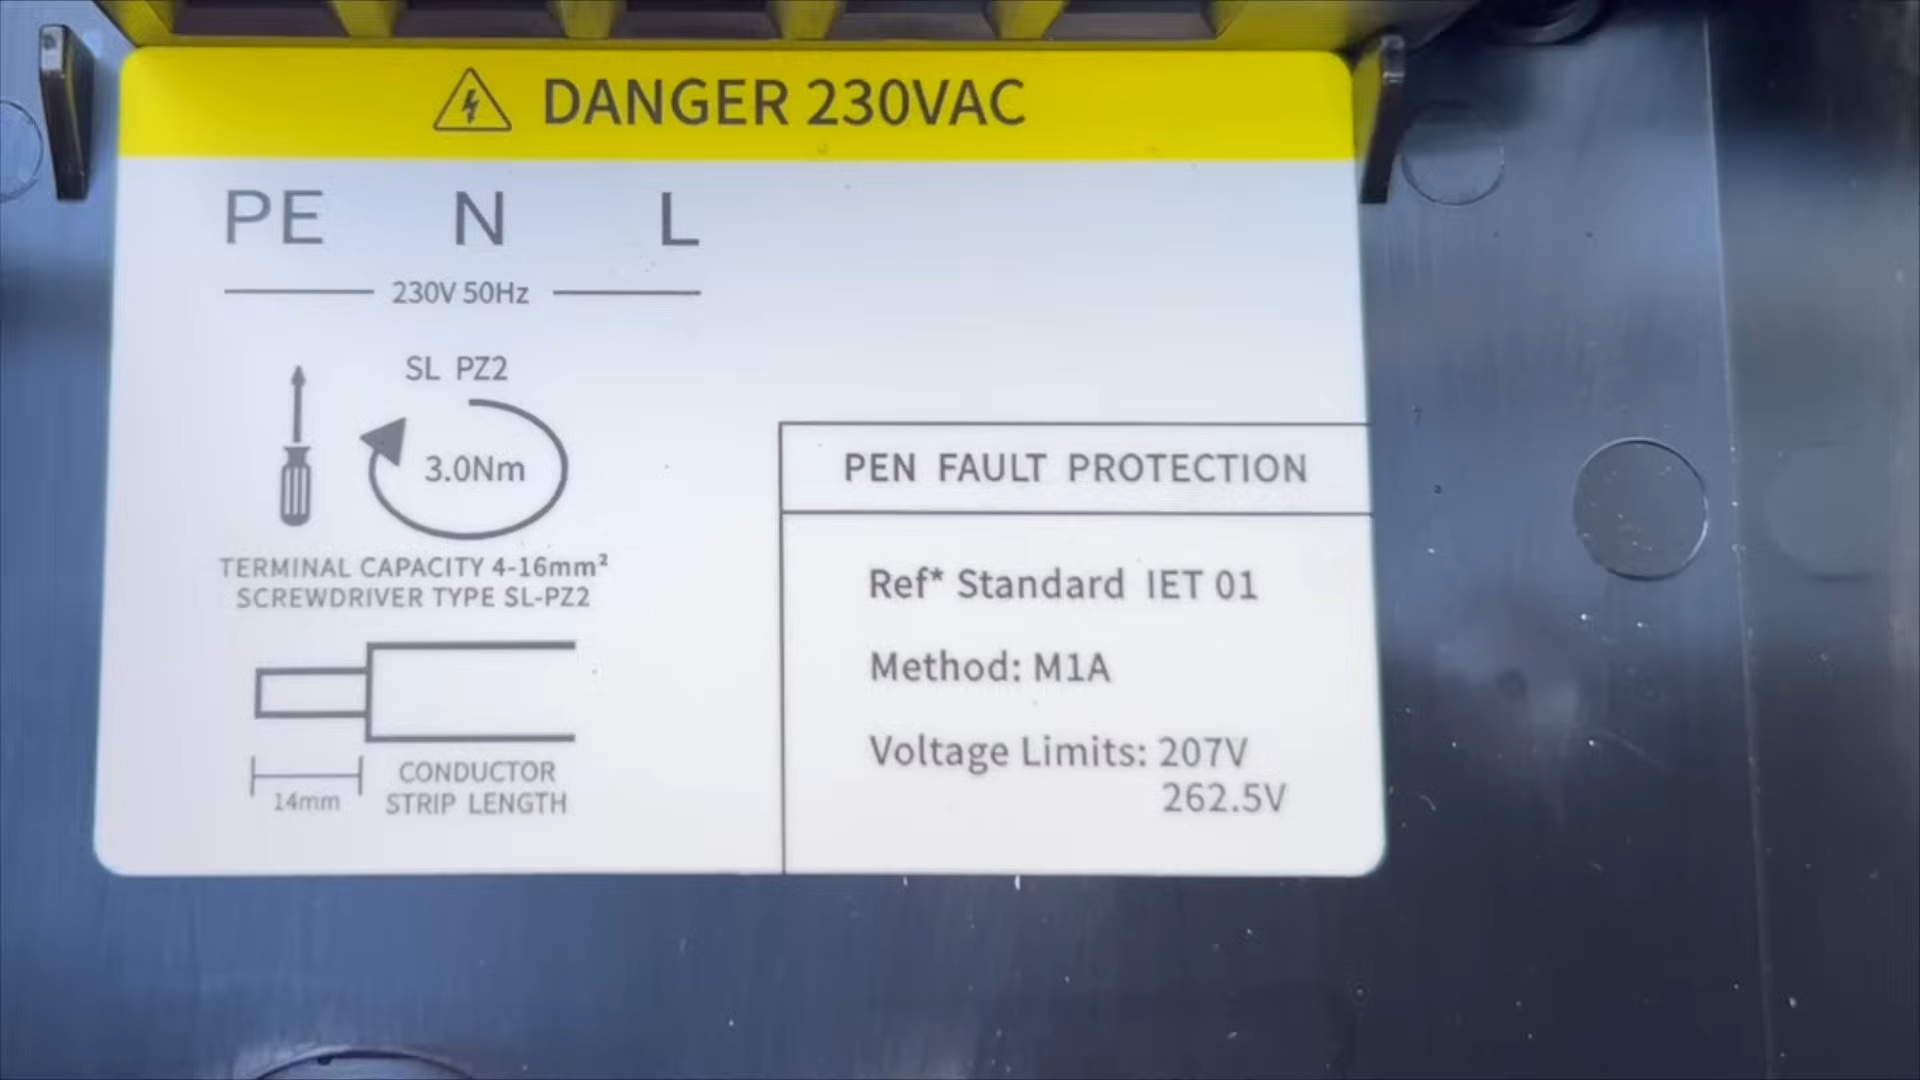 DANGER 230VAC
PE N L
230V 50Hz
SL PZ2
3.0Nm
TERMINAL CAPACITY 4-16mm²
SCREWDRIVER TYPE SL-PZ2
14mm
CONDUCTOR
STRIP LENGTH
PEN FAULT PROTECTION
Ref* Standard IET 01
Method: M1A
Voltage Limits: 207V
262.5V